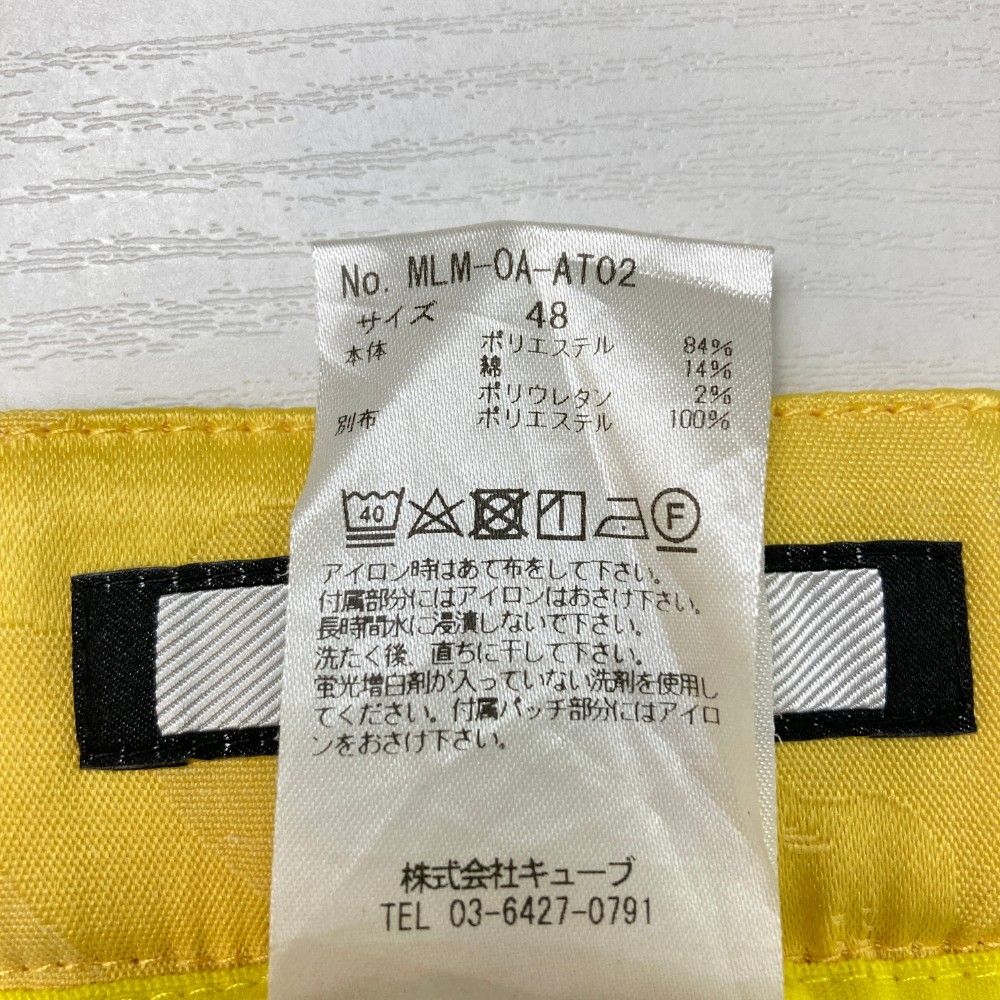 No. MLM-OA-AT02
サイズ 48
本体 ポリエステル 84%
綿 14%
ポリウレタン 2%
別布 ポリエステル 100%
40 F
アイロン時はあて布をして下さい。
付属部分にはアイロンはおさけ下さい。
長時間水に浸漬しないで下さい。
洗たく後、直ちに干して下さい。
蛍光増白剤が入っていない洗剤を使用し
てください。付属パッチ部分にはアイロ
ンをおさけ下さい。
株式会社キューブ
TEL 03-6427-0791